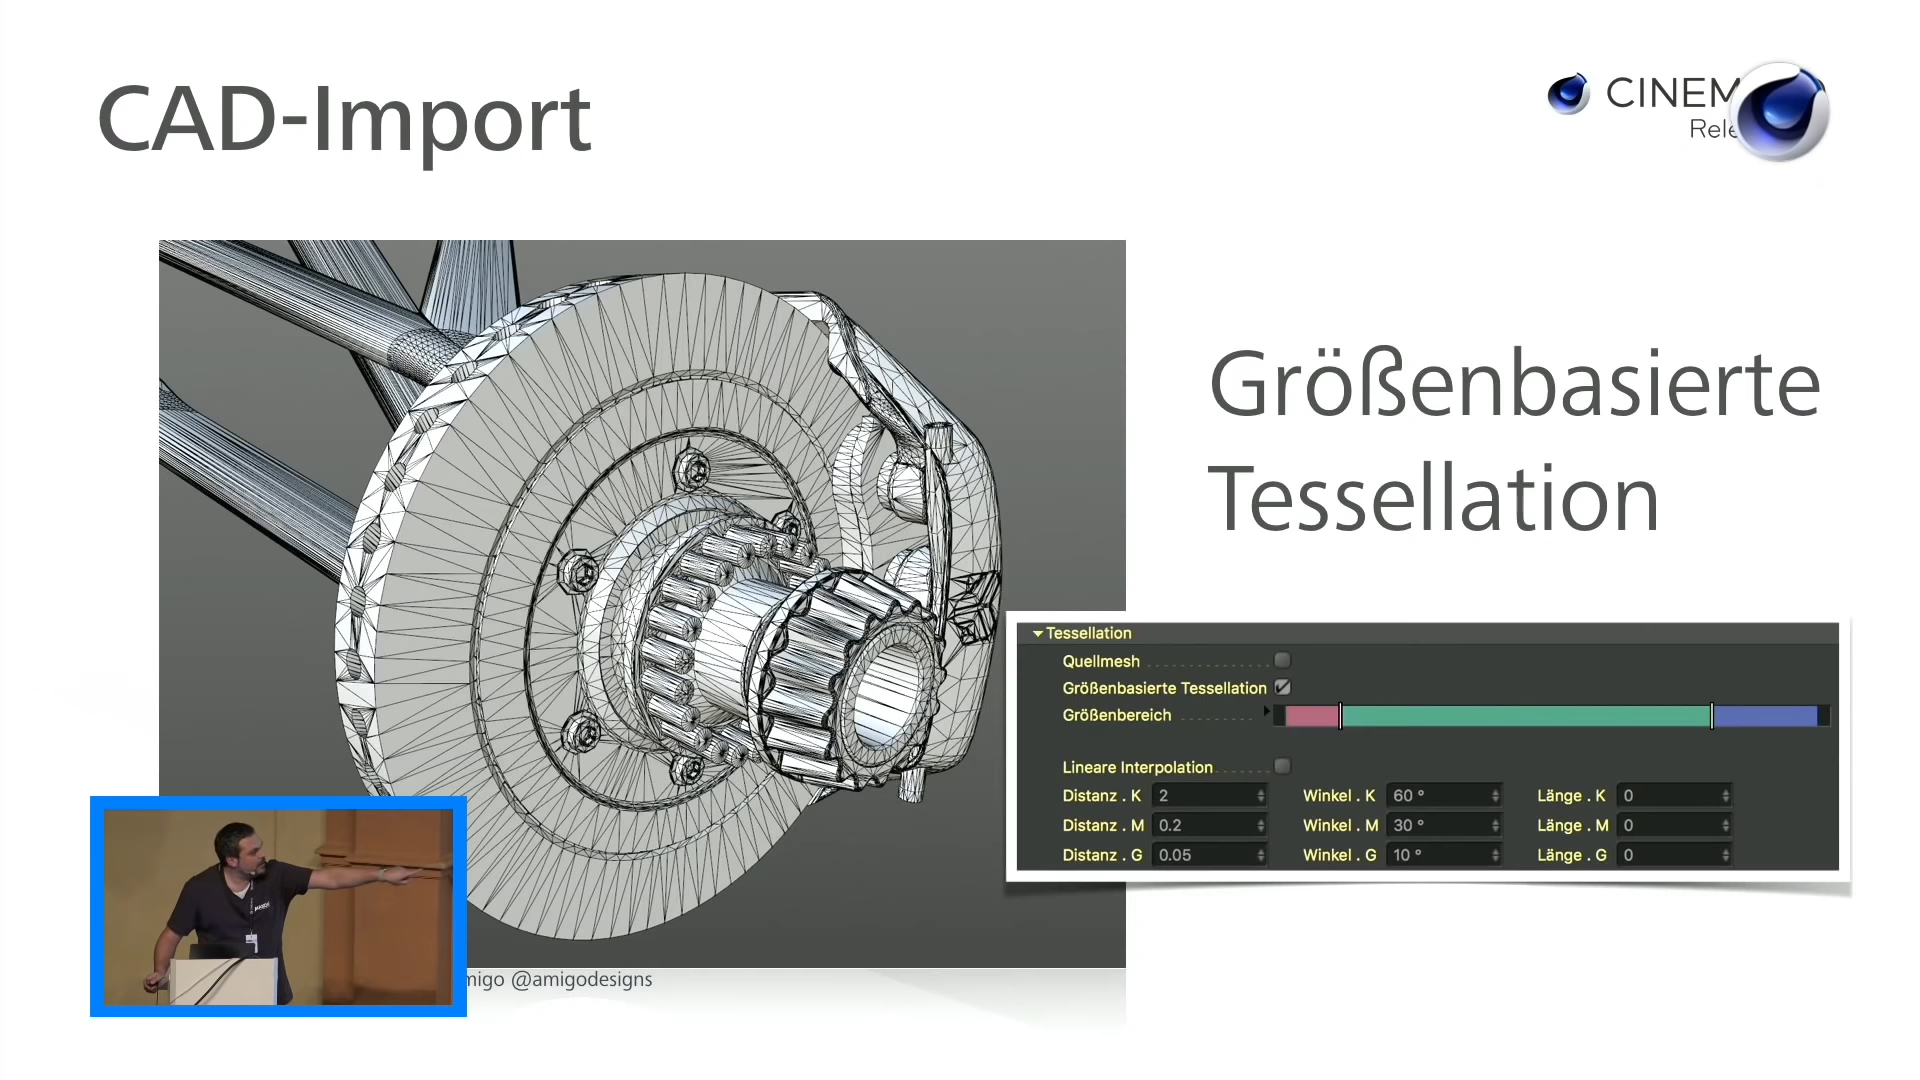 CAD-Import
CINEM
Rele
Größenbasierte
Tessellation
Tessellation
Quellmesh
Größenbasierte Tessellation
Größenbereich
Lineare Interpolation
Distanz . K 2 Winkel . K 60 ° Länge . K 0
Distanz . M 0.2 Winkel . M 30 ° Länge . M 0
Distanz . G 0.05 Winkel . G 10 ° Länge . G 0
migo @amigodesigns